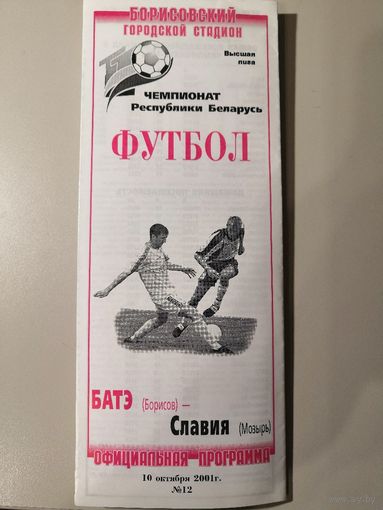 БОРИСОВСКИЙ
ГОРОДСКОЙ СТАДИОН
Высшая
лига
ЧЕМПИОНАТ
Республики Беларусь
ФУТБОЛ
БАТЭ (Борисов) –
Славия (Мозырь)
ОФИЦИАЛЬНАЯ ПРОГРАММА
10 октября 2001г.
№12